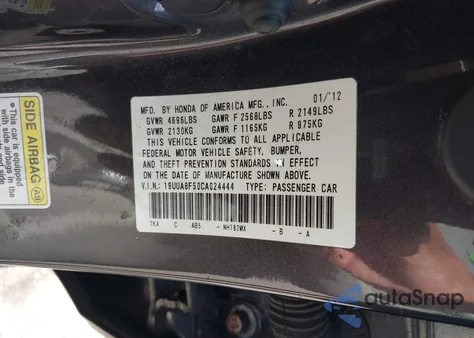 SIDE AIRBAG A9
MFD. BY HONDA OF AMERICA MFG., INC. 01/'12
GVWR 4696LBS GAWR F 2568LBS R 2149LBS
GVWR 2130KG GAWR F 1165KG R 975KG
THIS VEHICLE CONFORMS TO ALL APPLICABLE
FEDERAL MOTOR VEHICLE SAFETY, BUMPER,
AND THEFT PREVENTION STANDARDS IN EFFECT
ON THE DATE OF MANUFACTURE SHOWN ABOVE.
V.I.N.: 19UUA8F50CA024444 TYPE: PASSENGER CAR
TK4 C AB5 - NH782MX - B - A
autoSnap